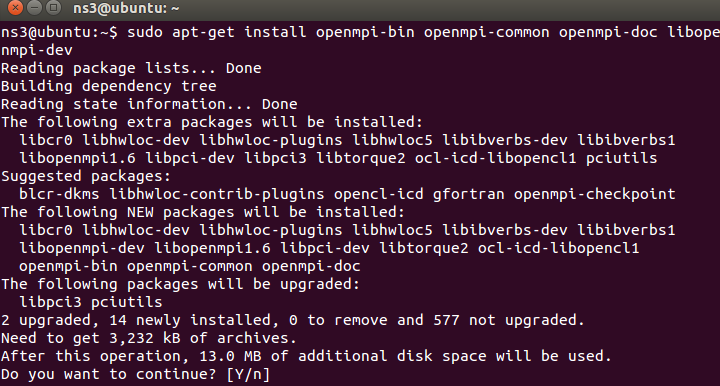 ns3@ubuntu: ~
ns3@ubuntu:~$ sudo apt-get install openmpi-bin openmpi-common openmpi-doc libope
nmpi-dev
Reading package lists... Done
Building dependency tree
Reading state information... Done
The following extra packages will be installed:
  libcr0 libhwloc-dev libhwloc-plugins libhwloc5 libibverbs-dev libibverbs1
  libopenmpi1.6 libpci-dev libpci3 libtorque2 ocl-icd-libopencl1 pciutils
Suggested packages:
  blcr-dkms libhwloc-contrib-plugins opencl-icd gfortran openmpi-checkpoint
The following NEW packages will be installed:
  libcr0 libhwloc-dev libhwloc-plugins libhwloc5 libibverbs-dev libibverbs1
  libopenmpi-dev libopenmpi1.6 libpci-dev libtorque2 ocl-icd-libopencl1
  openmpi-bin openmpi-common openmpi-doc
The following packages will be upgraded:
  libpci3 pciutils
2 upgraded, 14 newly installed, 0 to remove and 577 not upgraded.
Need to get 3,232 kB of archives.
After this operation, 13.0 MB of additional disk space will be used.
Do you want to continue? [Y/n]